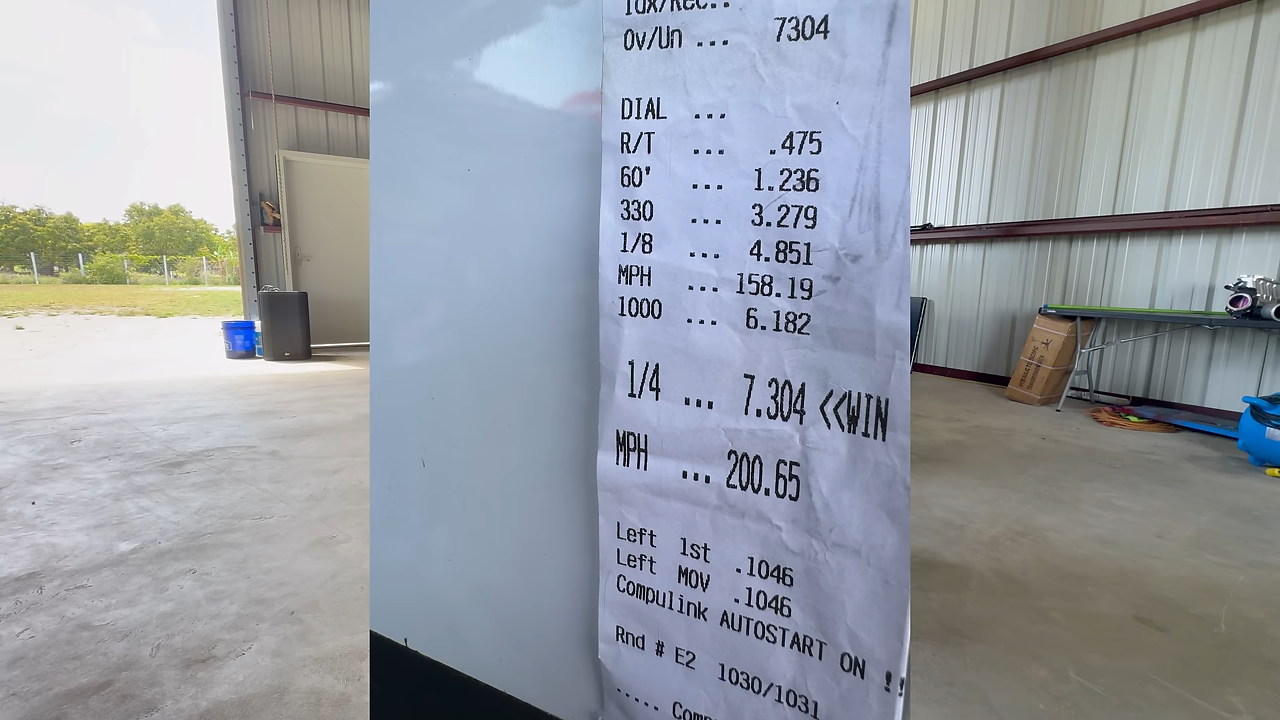 Idx/Rec..
Ov/Un ... 7304
DIAL ...
R/T ... .475
60' ... 1.236
330 ... 3.279
1/8 ... 4.851
MPH ... 158.19
1000 ... 6.182
1/4 ... 7.304 <<WIN
MPH ... 200.65
Left 1st .1046
Left MOV .1046
Compulink AUTOSTART ON !!
Rnd # E2 1030/1031